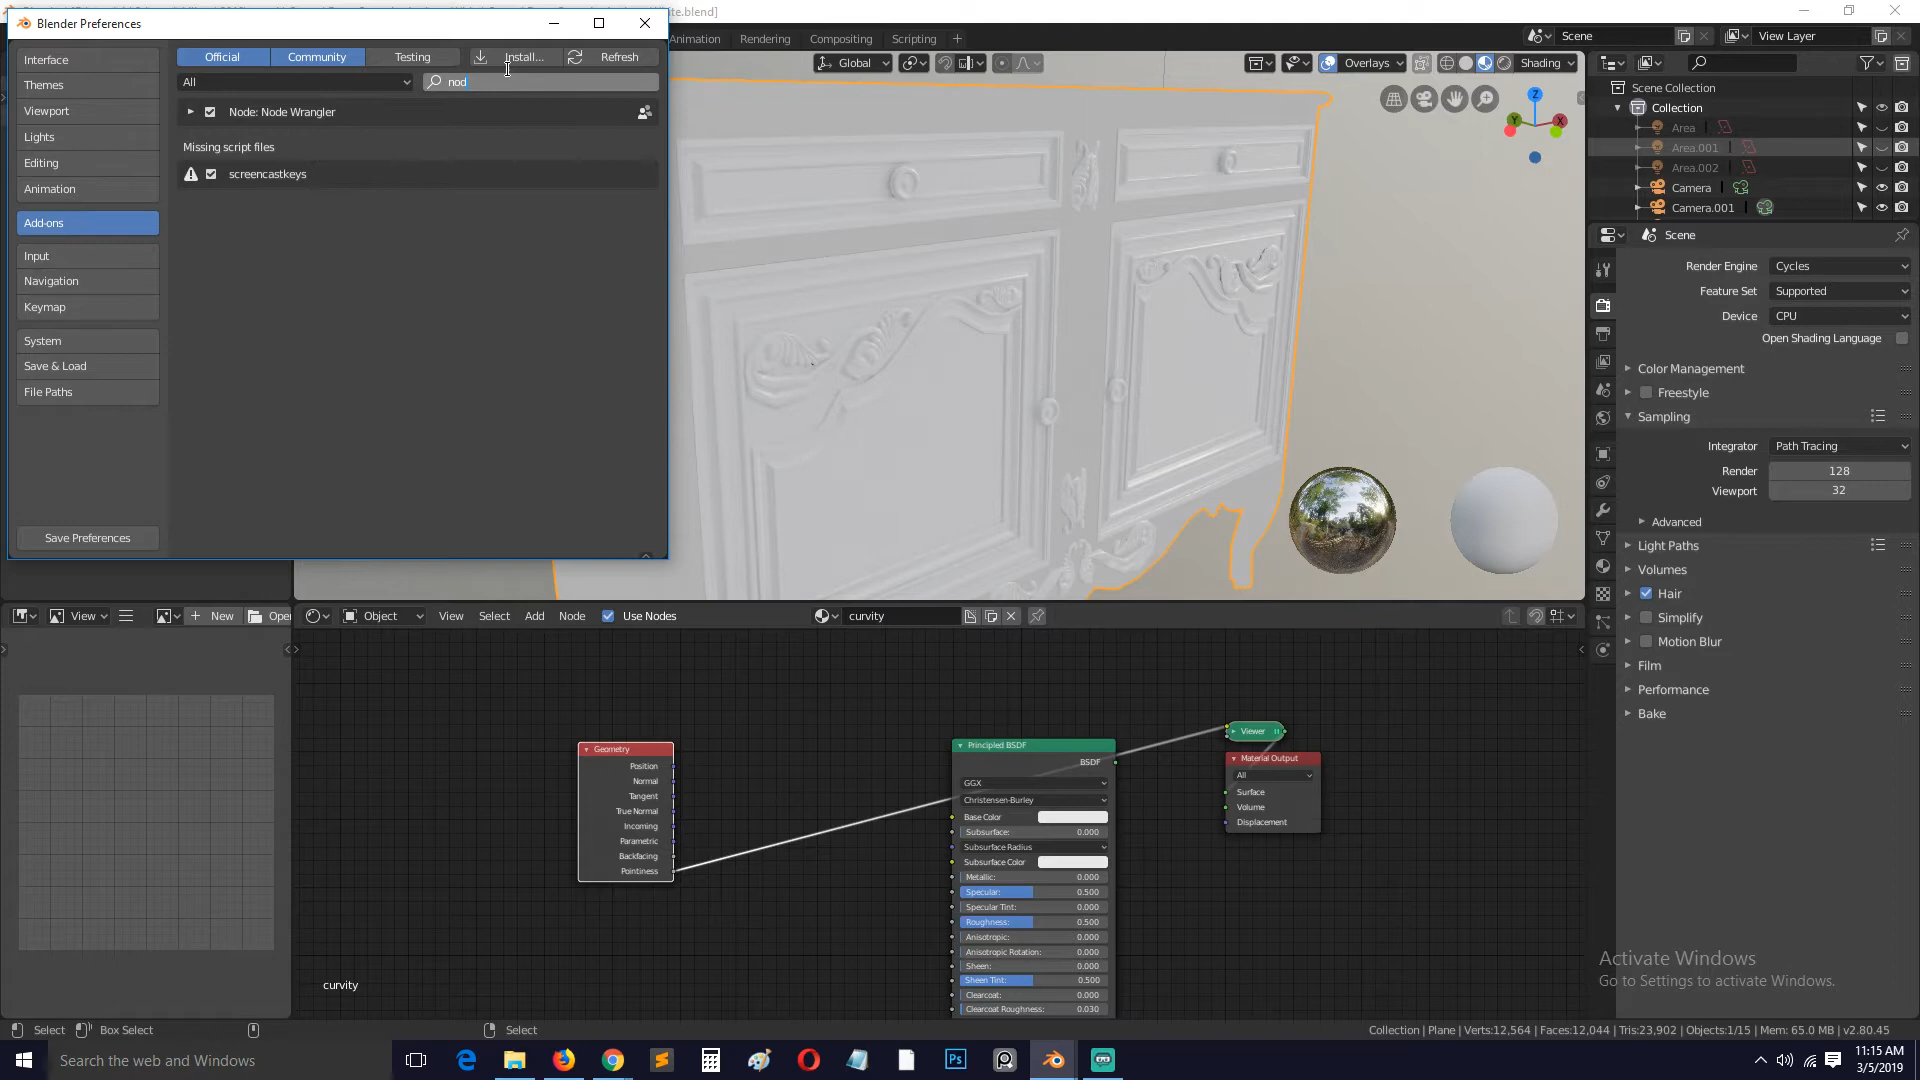 Blender Preferences
te.blend]
Interface
Themes
Viewport
Lights
Editing
Animation
Add-ons
Input
Navigation
Keymap
System
Save & Load
File Paths
Save Preferences
Official
Community
Testing
Install...
Refresh
All
nod
Node: Node Wrangler
Missing script files
screencastkeys
Animation
Rendering
Compositing
Scripting
Scene
View Layer
Global
Overlays
Shading
Z
Y
X
Scene Collection
Collection
Area
Area.001
Area.002
Camera
Camera.001
Scene
Render Engine
Cycles
Feature Set
Supported
Device
CPU
Open Shading Language
Color Management
Freestyle
Sampling
Integrator
Path Tracing
Render
128
Viewport
32
Advanced
Light Paths
Volumes
Hair
Simplify
Motion Blur
Film
Performance
Bake
View
New
Open
Object
View
Select
Add
Node
Use Nodes
curvity
Geometry
Position
Normal
Tangent
True Normal
Incoming
Parametric
Backfacing
Pointiness
Principled BSDF
BSDF
GGX
Christensen-Burley
Base Color
Subsurface: 0.000
Subsurface Radius
Subsurface Color
Metallic: 0.000
Specular: 0.500
Specular Tint: 0.000
Roughness: 0.500
Anisotropic: 0.000
Anisotropic Rotation: 0.000
Sheen: 0.000
Sheen Tint: 0.500
Clearcoat: 0.000
Clearcoat Roughness: 0.030
Viewer
Material Output
All
Surface
Volume
Displacement
curvity
Activate Windows
Go to Settings to activate Windows.
Select
Box Select
Select
Collection | Plane | Verts:12,564 | Faces:12,044 | Tris:23,902 | Objects:1/15 | Mem: 65.0 MB | v2.80.45
Search the web and Windows
Ps
11:15 AM
3/5/2019